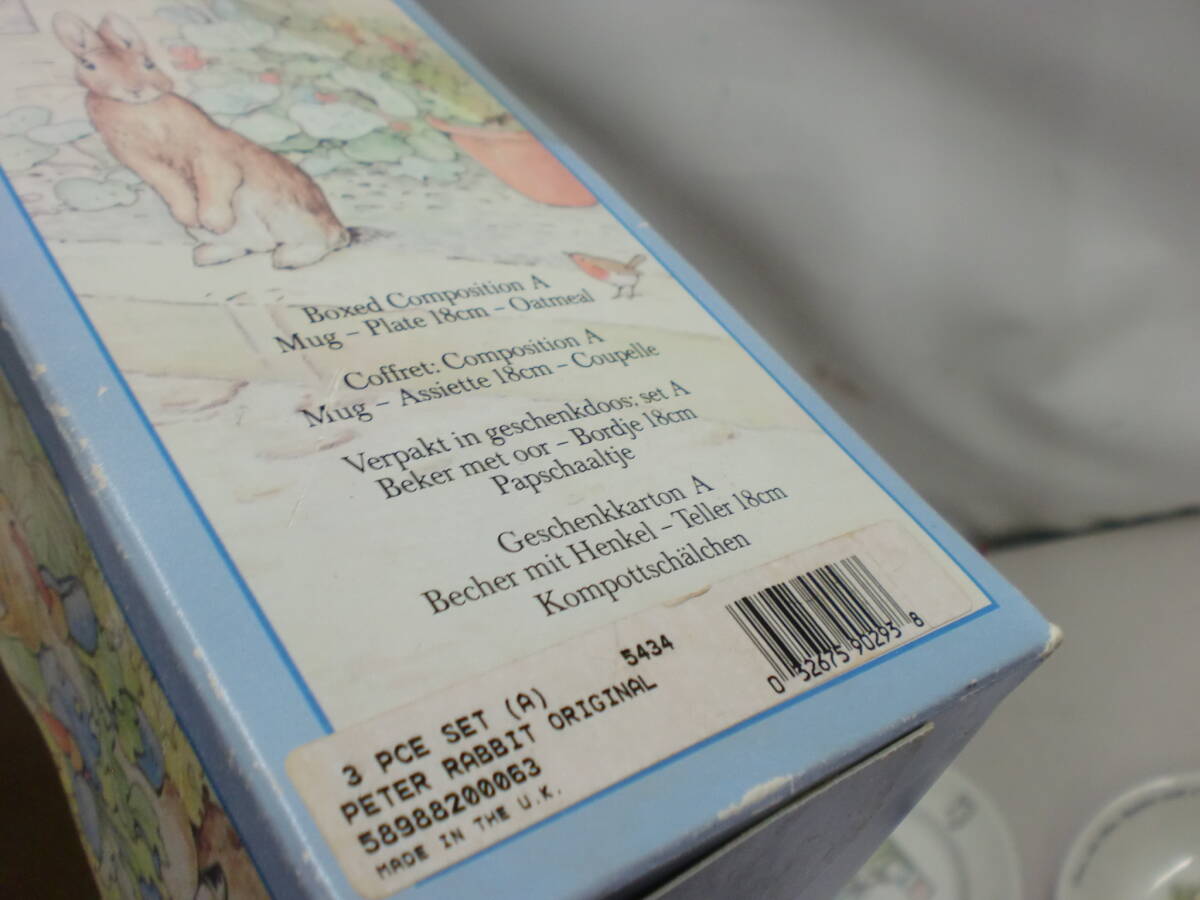 Boxed Composition A
Mug – Plate 18cm – Oatmeal
Coffret: Composition A
Mug – Assiette 18cm – Coupelle
Verpakt in geschenkdoos: set A
Beker met oor – Bordje 18cm
Papschaaltje
Geschenkkarton A
Becher mit Henkel – Teller 18cm
Kompottschälchen
3 PCE SET (A) 5434
PETER RABBIT ORIGINAL
58988200063
MADE IN THE U.K.
0 32675 90293 8